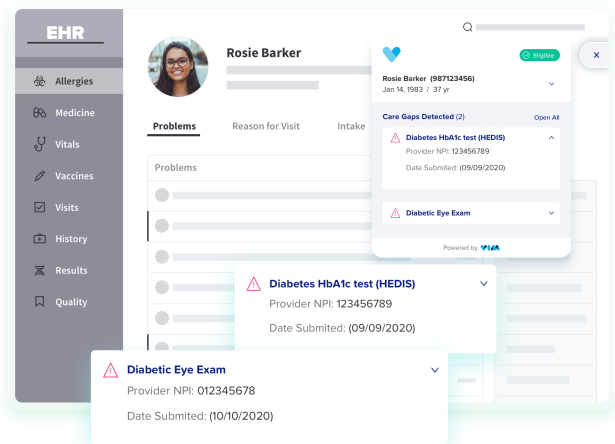 EHR
Allergies
Medicine
Vitals
Vaccines
Visits
History
Results
Quality
Rosie Barker
Problems Reason for Visit Intake
Problems
Eligible
Rosie Barker (987123456)
Jan 14, 1983 / 37 yr
Care Gaps Detected (2) Open All
Diabetes HbA1c test (HEDIS)
Provider NPI: 123456789
Date Submited: (09/09/2020)
Diabetic Eye Exam
Powered by VIM
Diabetes HbA1c test (HEDIS)
Provider NPI: 123456789
Date Submited: (09/09/2020)
Diabetic Eye Exam
Provider NPI: 012345678
Date Submited: (10/10/2020)